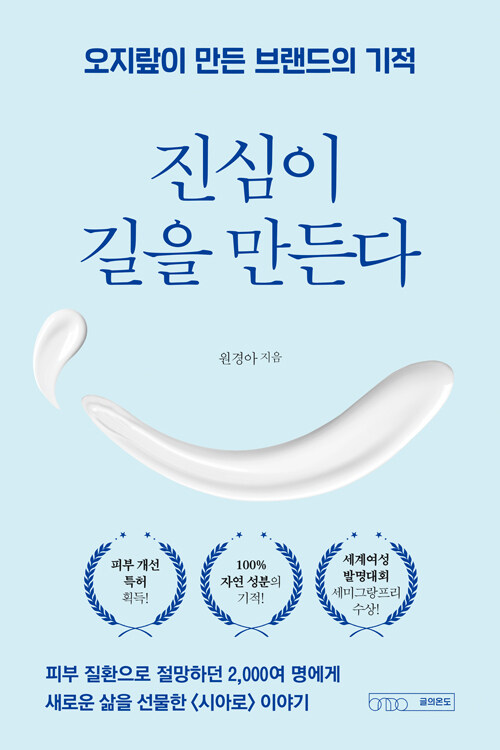 오지랖이 만든 브랜드의 기적
진심이
길을 만든다
원경아 지음
피부 개선
특허
획득!
100%
자연 성분의
기적!
세계여성
발명대회
세미그랑프리
수상!
피부 질환으로 절망하던 2,000여 명에게
새로운 삶을 선물한 〈시아로〉 이야기
글의온도